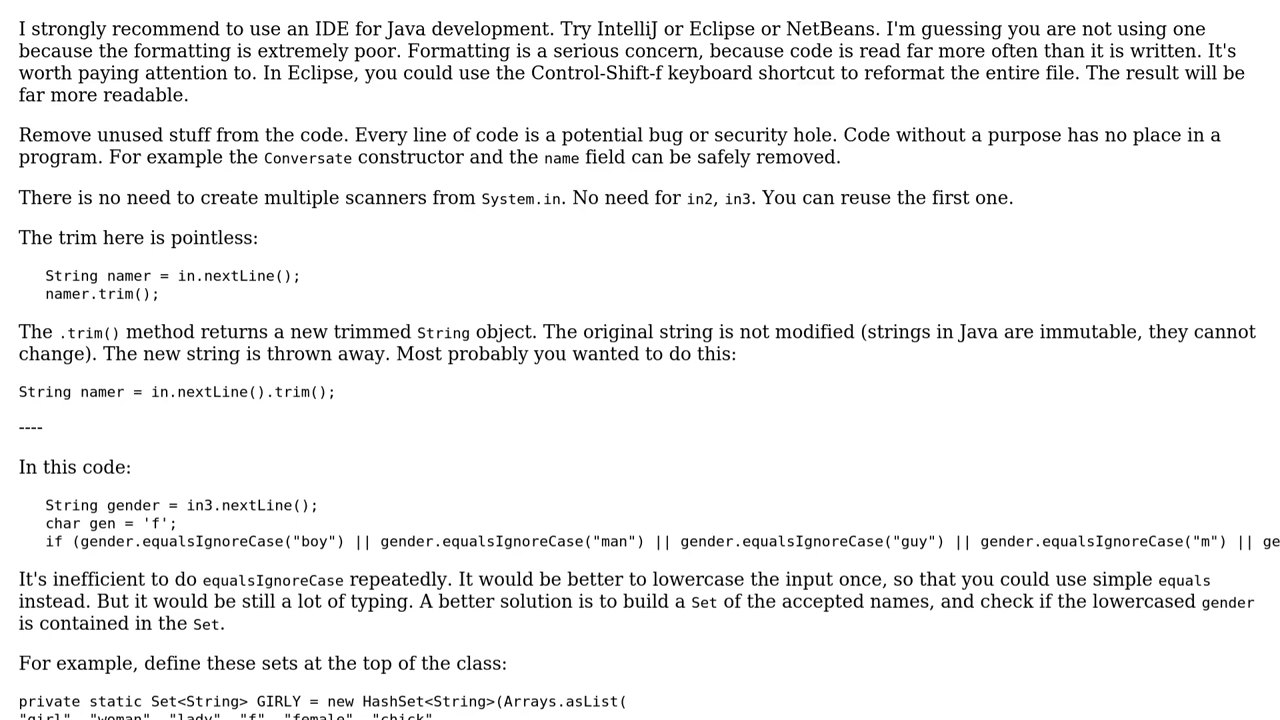 I strongly recommend to use an IDE for Java development. Try IntelliJ or Eclipse or NetBeans. I'm guessing you are not using one
because the formatting is extremely poor. Formatting is a serious concern, because code is read far more often than it is written. It's
worth paying attention to. In Eclipse, you could use the Control-Shift-f keyboard shortcut to reformat the entire file. The result will be
far more readable.
Remove unused stuff from the code. Every line of code is a potential bug or security hole. Code without a purpose has no place in a
program. For example the Conversate constructor and the name field can be safely removed.
There is no need to create multiple scanners from System.in. No need for in2, in3. You can reuse the first one.
The trim here is pointless:
String namer = in.nextLine();
namer.trim();
The .trim() method returns a new trimmed String object. The original string is not modified (strings in Java are immutable, they cannot
change). The new string is thrown away. Most probably you wanted to do this:
String namer = in.nextLine().trim();
----
In this code:
String gender = in3.nextLine();
char gen = 'f';
if (gender.equalsIgnoreCase("boy") || gender.equalsIgnoreCase("man") || gender.equalsIgnoreCase("guy") || gender.equalsIgnoreCase("m") || ge
It's inefficient to do equalsIgnoreCase repeatedly. It would be better to lowercase the input once, so that you could use simple equals
instead. But it would be still a lot of typing. A better solution is to build a Set of the accepted names, and check if the lowercased gender
is contained in the Set.
For example, define these sets at the top of the class:
private static Set<String> GIRLY = new HashSet<String>(Arrays.asList(
"girl", "woman", "lady", "f", "female", "chick"